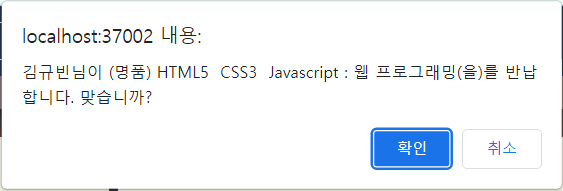 localhost:37002 내용:
김규빈님이 (명품) HTML5 CSS3 Javascript : 웹 프로그래밍(을)를 반납
합니다. 맞습니까?
확인
취소